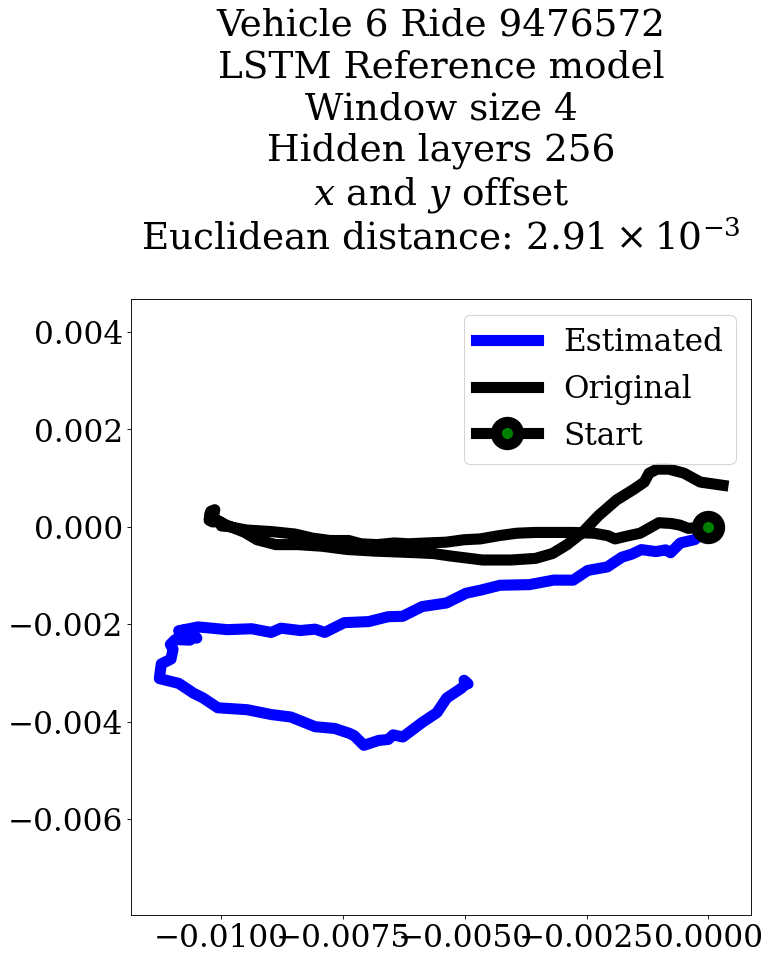 Vehicle 6 Ride 9476572
LSTM Reference model
Window size 4
Hidden layers 256
x and y offset
Euclidean distance: 2.91 × 10⁻³
Estimated
Original
Start
0.004
0.002
0.000
−0.002
−0.004
−0.006
−0.0100 −0.0075 −0.0050 −0.0025 0.0000